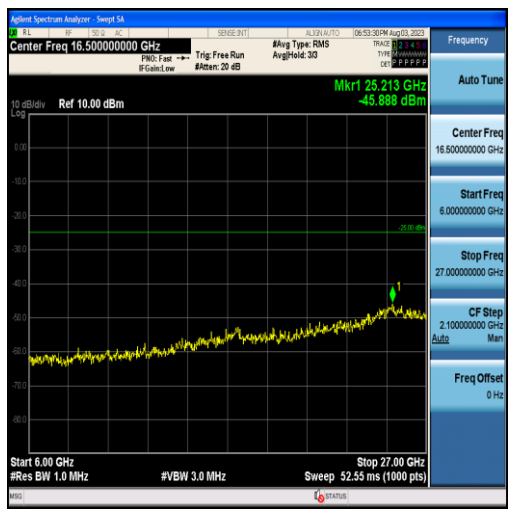 Agilent Spectrum Analyzer - Swept SA
RL RF 50 Ω AC SENSE:INT ALIGN AUTO 06:53:30 PM Aug 03, 2023
Center Freq 16.500000000 GHz
#Avg Type: RMS
TRACE 1 2 3 4 5 6
PNO: Fast
Trig: Free Run
Avg|Hold: 3/3
TYPE
IFGain:Low
#Atten: 20 dB
DET P P P P P P
Mkr1 25.213 GHz
-45.888 dBm
10 dB/div Ref 10.00 dBm
Log
0.00
-10.0
-20.0
-25.00 dBm
-30.0
-40.0
1
-50.0
-60.0
-70.0
-80.0
Start 6.00 GHz
Stop 27.00 GHz
#Res BW 1.0 MHz
#VBW 3.0 MHz
Sweep 52.55 ms (1000 pts)
MSG
STATUS
Frequency
Auto Tune
Center Freq
16.500000000 GHz
Start Freq
6.000000000 GHz
Stop Freq
27.000000000 GHz
CF Step
2.100000000 GHz
Auto Man
Freq Offset
0 Hz